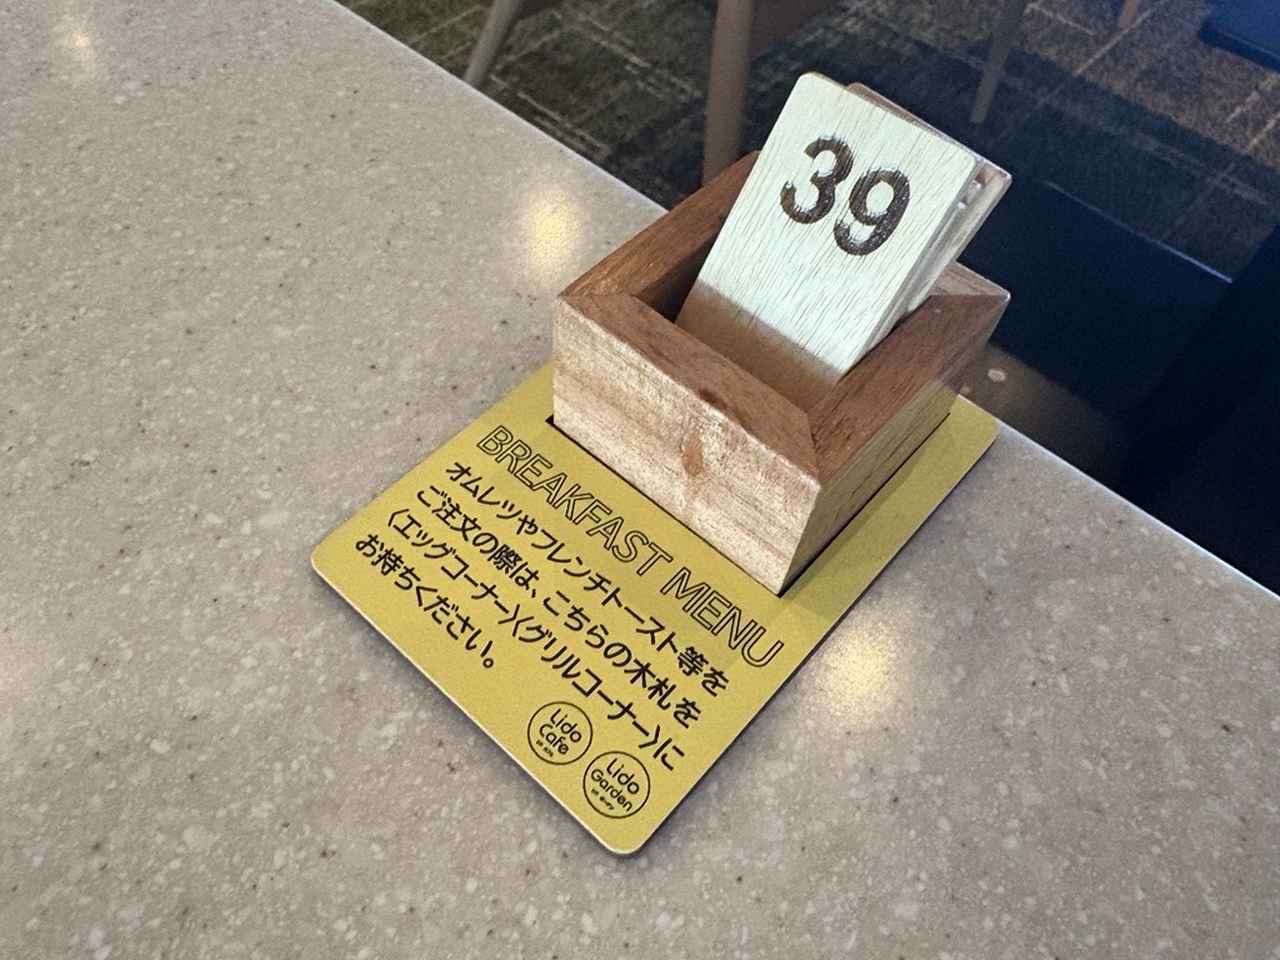 39
BREAKFAST MENU
オムレツやフレンチトースト等を
ご注文の際は、こちらの木札を
〈エッグコーナー〉〈グリルコーナー〉に
お持ちください。
Lido
Cafe
Lido
Garden